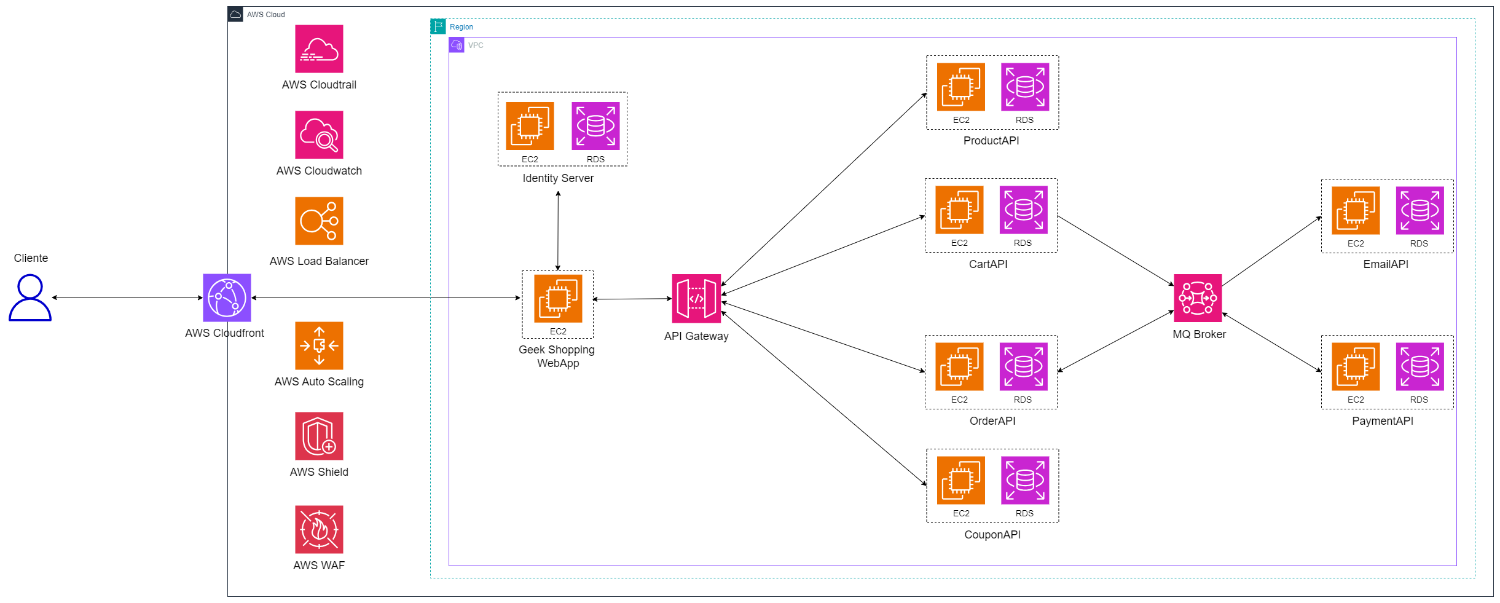 AWS Cloud
AWS Cloudtrail
AWS Cloudwatch
AWS Load Balancer
Cliente
AWS Cloudfront
AWS Auto Scaling
AWS Shield
AWS WAF
Region
VPC
EC2
RDS
Identity Server
EC2
Geek Shopping
WebApp
API Gateway
EC2
RDS
ProductAPI
EC2
RDS
CartAPI
EC2
RDS
OrderAPI
EC2
RDS
CouponAPI
MQ Broker
EC2
RDS
EmailAPI
EC2
RDS
PaymentAPI